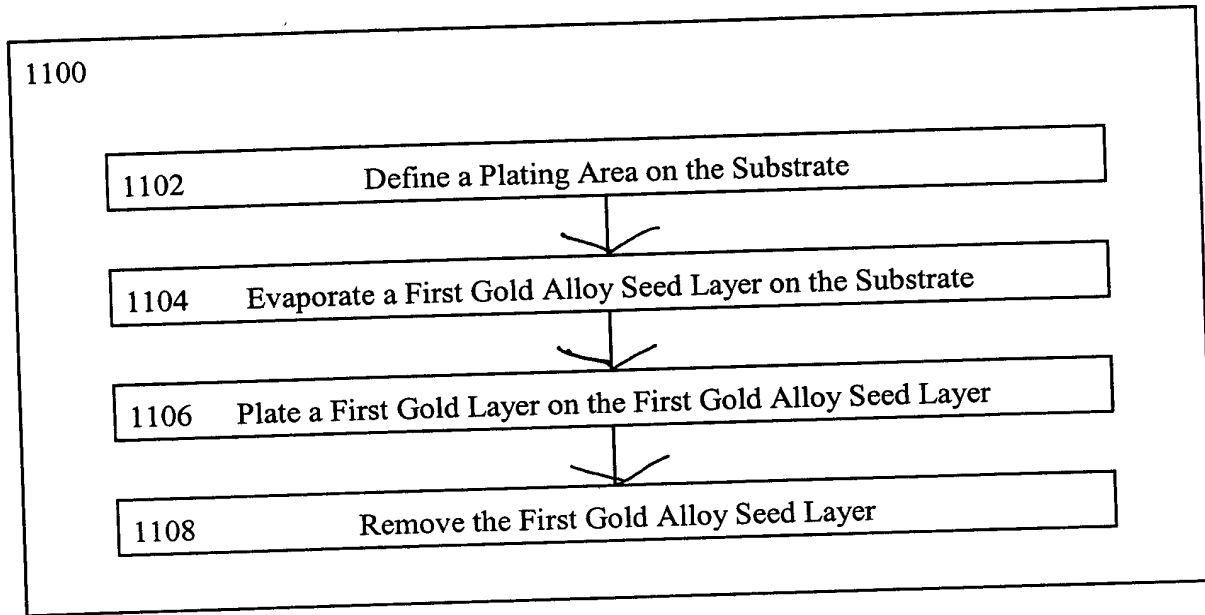 1100
1102 Define a Plating Area on the Substrate
1104 Evaporate a First Gold Alloy Seed Layer on the Substrate
1106 Plate a First Gold Layer on the First Gold Alloy Seed Layer
1108 Remove the First Gold Alloy Seed Layer